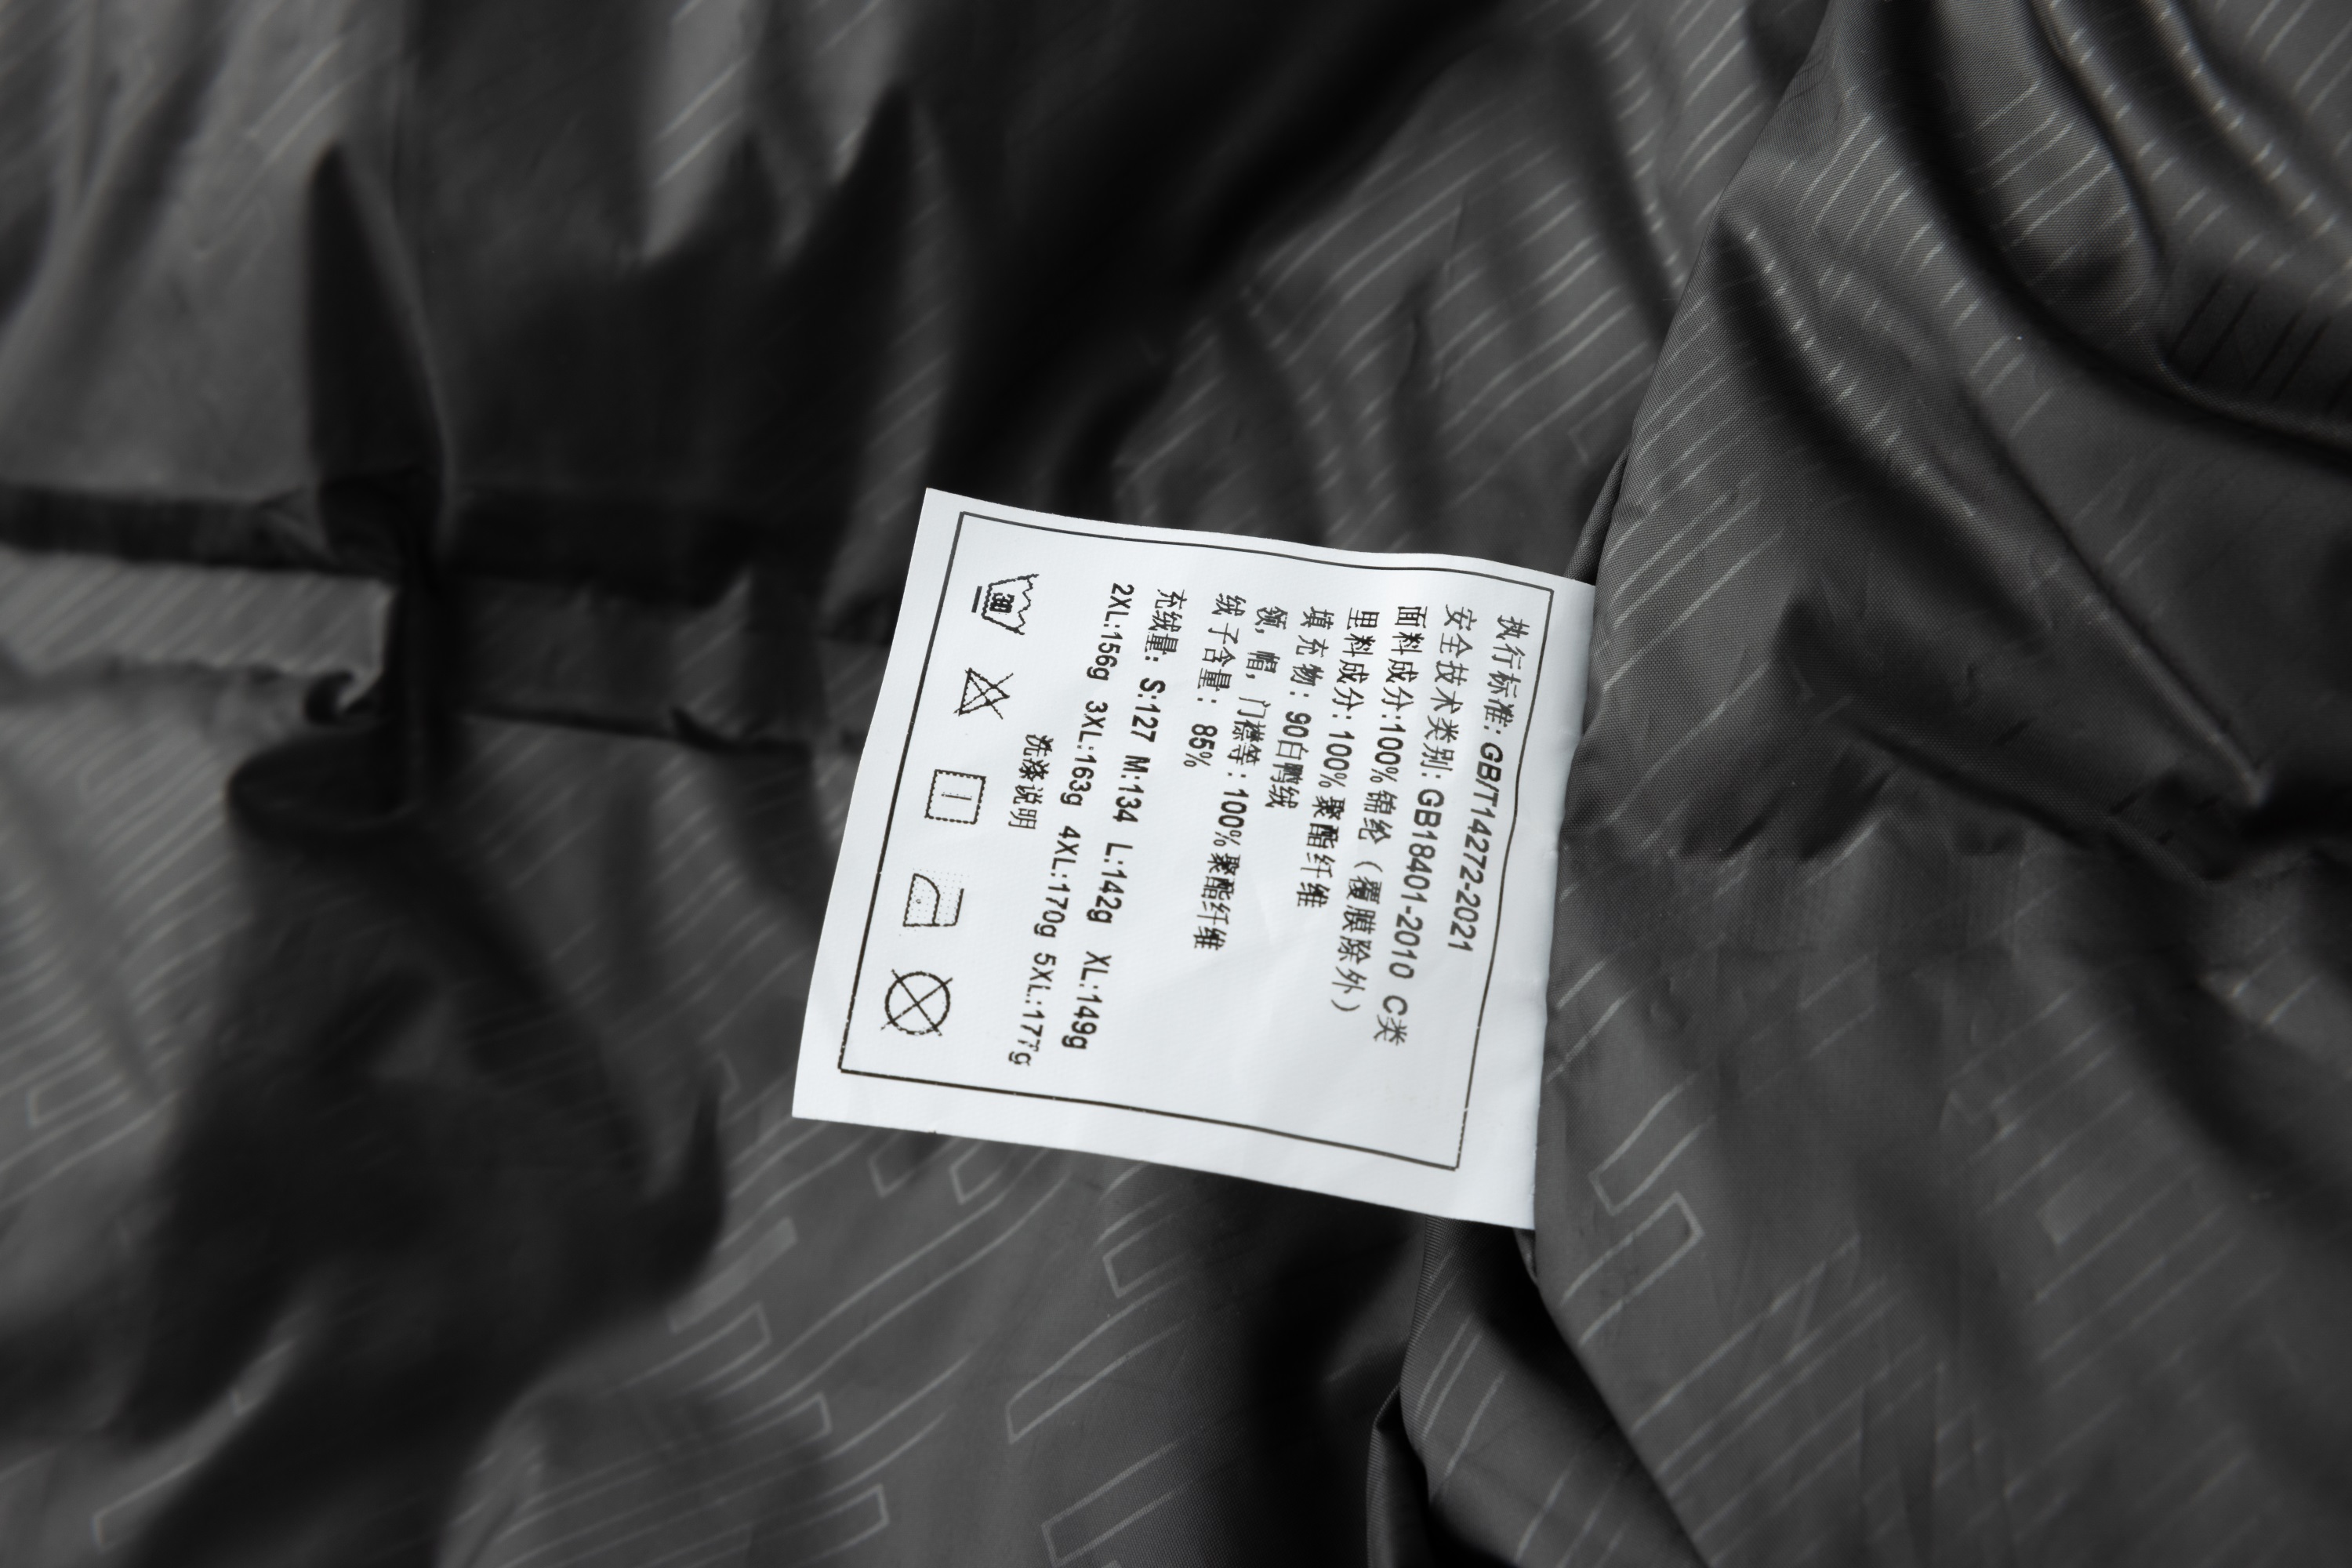 执行标准: GB/T14272-2021
安全技术类别: GB18401-2010 C类
面料成分:100%锦纶（覆膜除外）
里料成分: 100%聚酯纤维
填充物: 90白鸭绒
领, 帽, 门襟等: 100%聚酯纤维
绒子含量: 85%
充绒量: S:127 M:134 L:142g XL:149g
2XL:156g 3XL:163g 4XL:170g 5XL:177g
洗涤说明